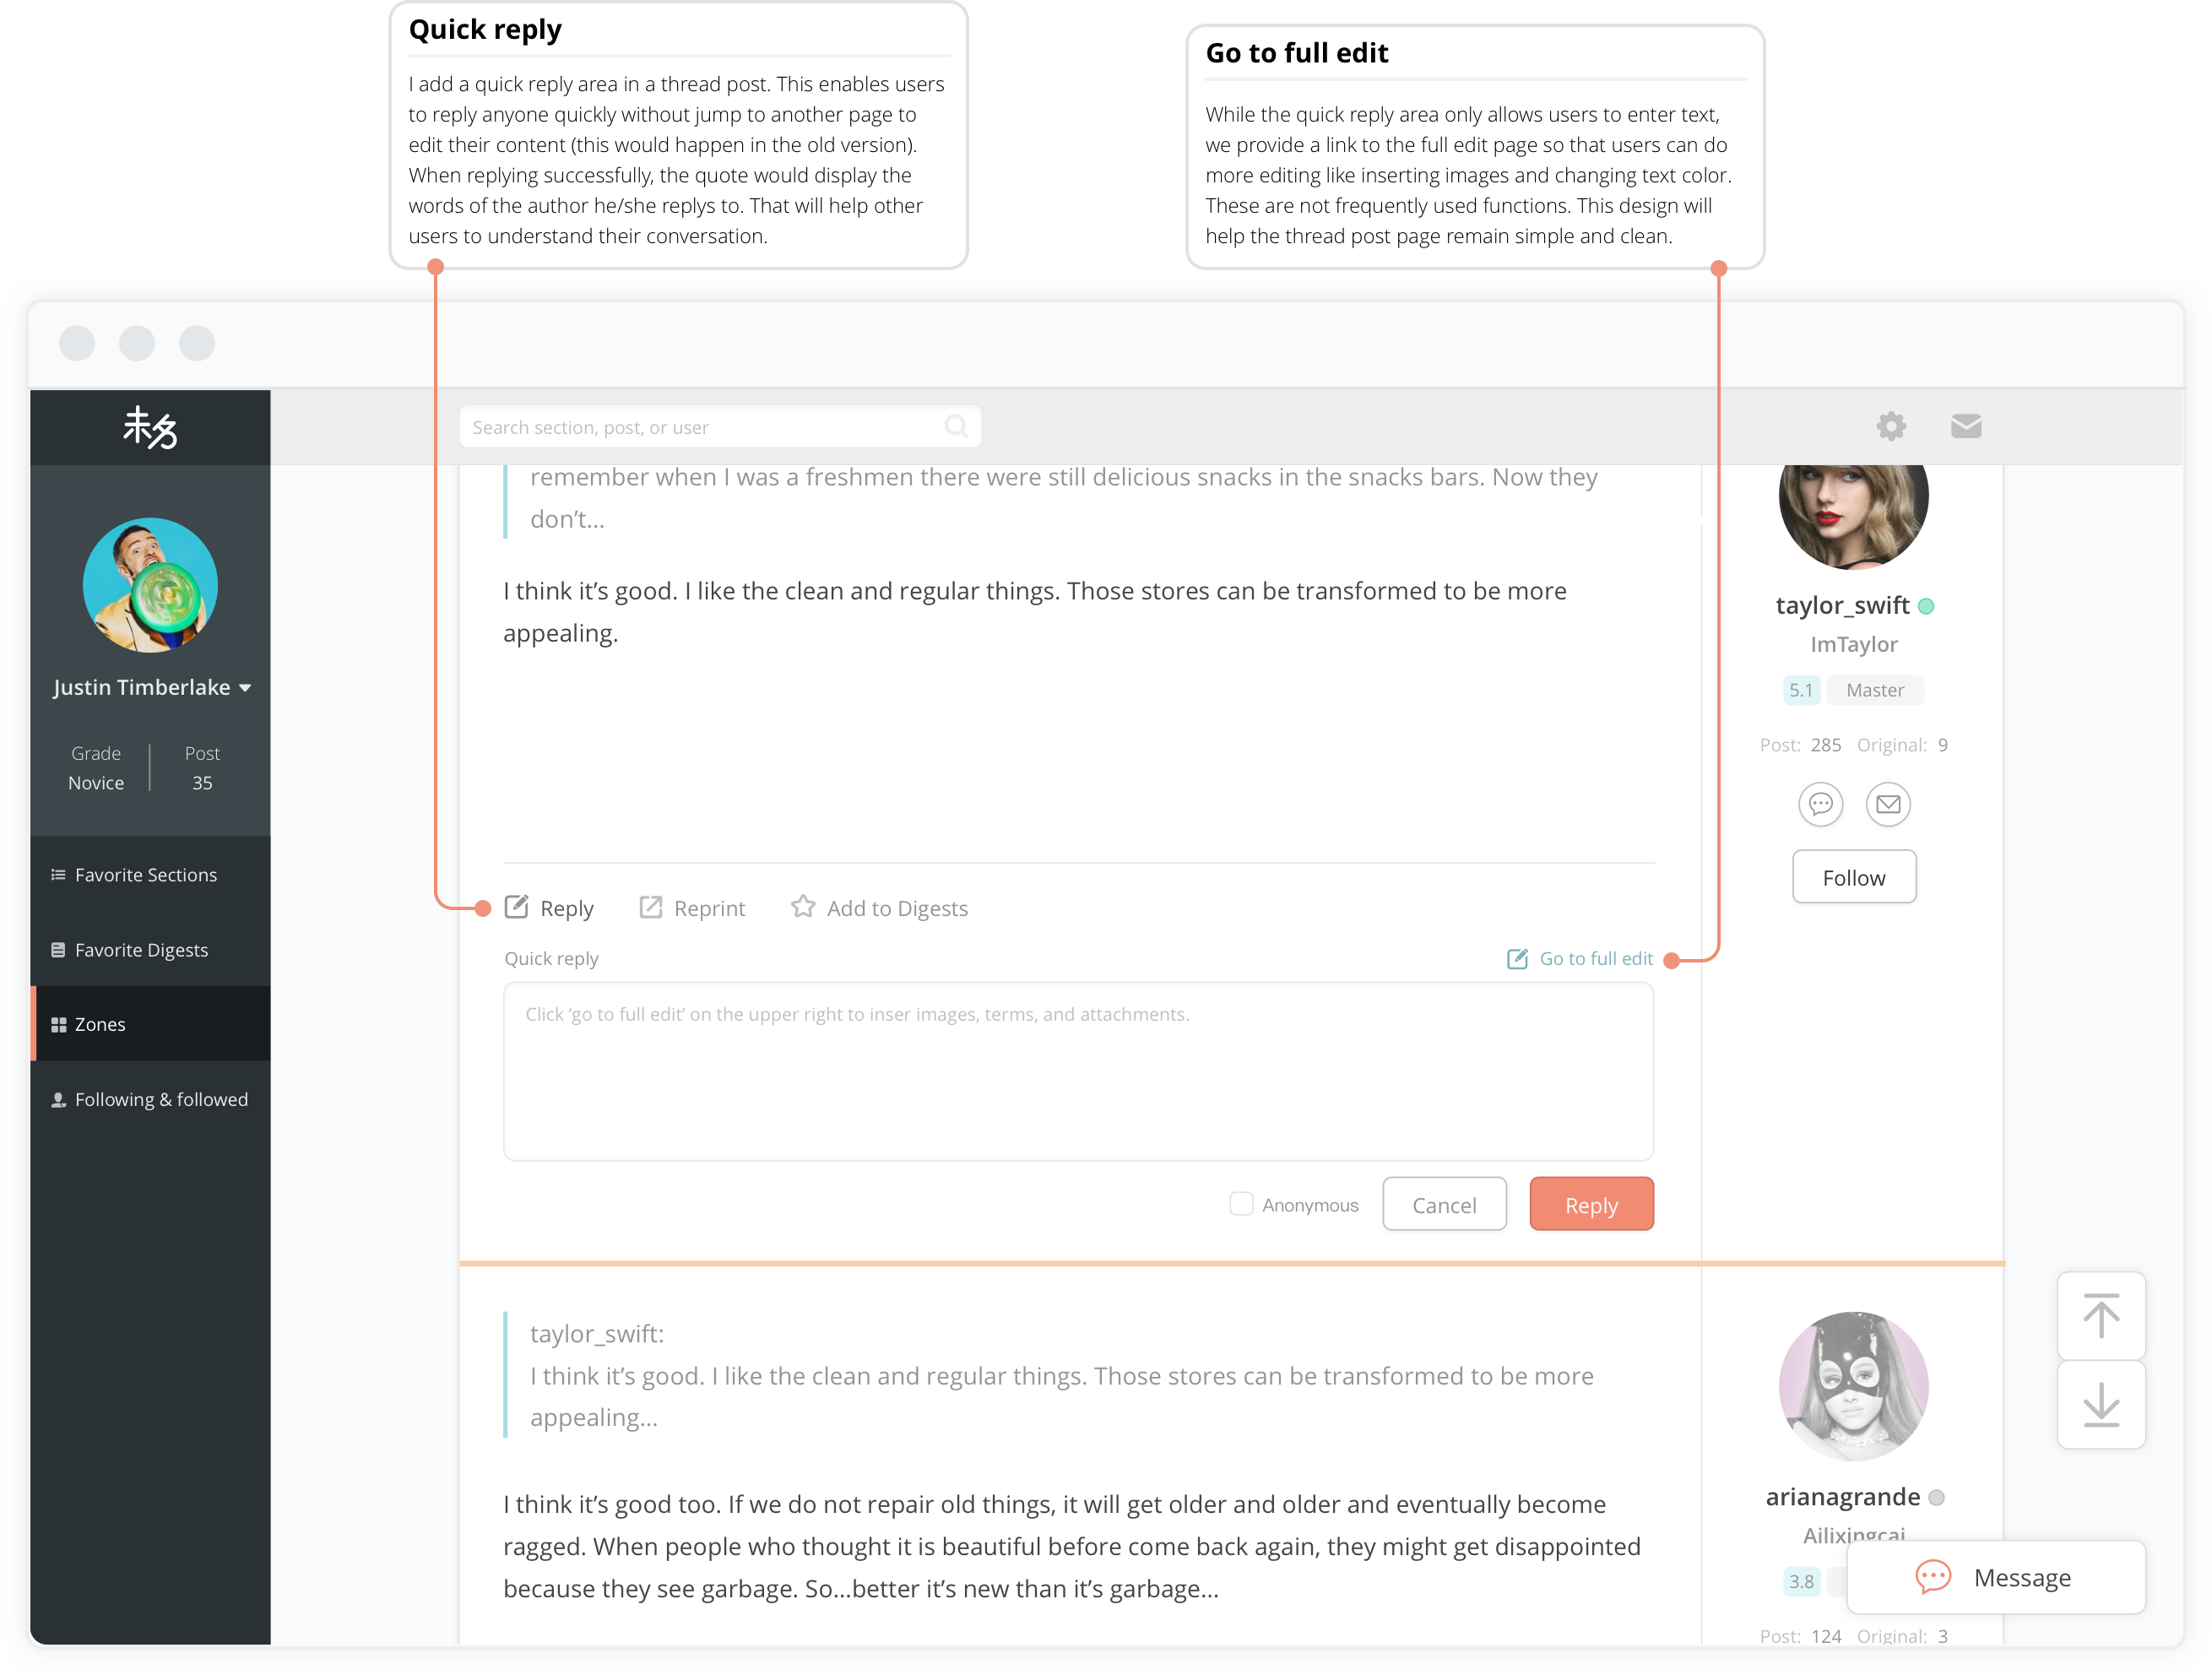 Quick reply
I add a quick reply area in a thread post. This enables users
to reply anyone quickly without jump to another page to
edit their content (this would happen in the old version).
When replying successfully, the quote would display the
words of the author he/she replys to. That will help other
users to understand their conversation.
Go to full edit
While the quick reply area only allows users to enter text,
we provide a link to the full edit page so that users can do
more editing like inserting images and changing text color.
These are not frequently used functions. This design will
help the thread post page remain simple and clean.
Search section, post, or user
Justin Timberlake
Grade
Post
Novice
35
Favorite Sections
Favorite Digests
Zones
Following & followed
remember when I was a freshmen there were still delicious snacks in the snacks bars. Now they
don’t...
I think it’s good. I like the clean and regular things. Those stores can be transformed to be more
appealing.
Reply
Reprint
Add to Digests
Quick reply
Go to full edit
Click ‘go to full edit’ on the upper right to inser images, terms, and attachments.
Anonymous
Cancel
Reply
taylor_swift
ImTaylor
5.1
Master
Post: 285 Original: 9
Follow
taylor_swift:
I think it’s good. I like the clean and regular things. Those stores can be transformed to be more
appealing...
I think it’s good too. If we do not repair old things, it will get older and older and eventually become
ragged. When people who thought it is beautiful before come back again, they might get disappointed
because they see garbage. So...better it’s new than it’s garbage...
arianagrande
Ailixingcai
3.8
Message
Post: 124 Original: 3